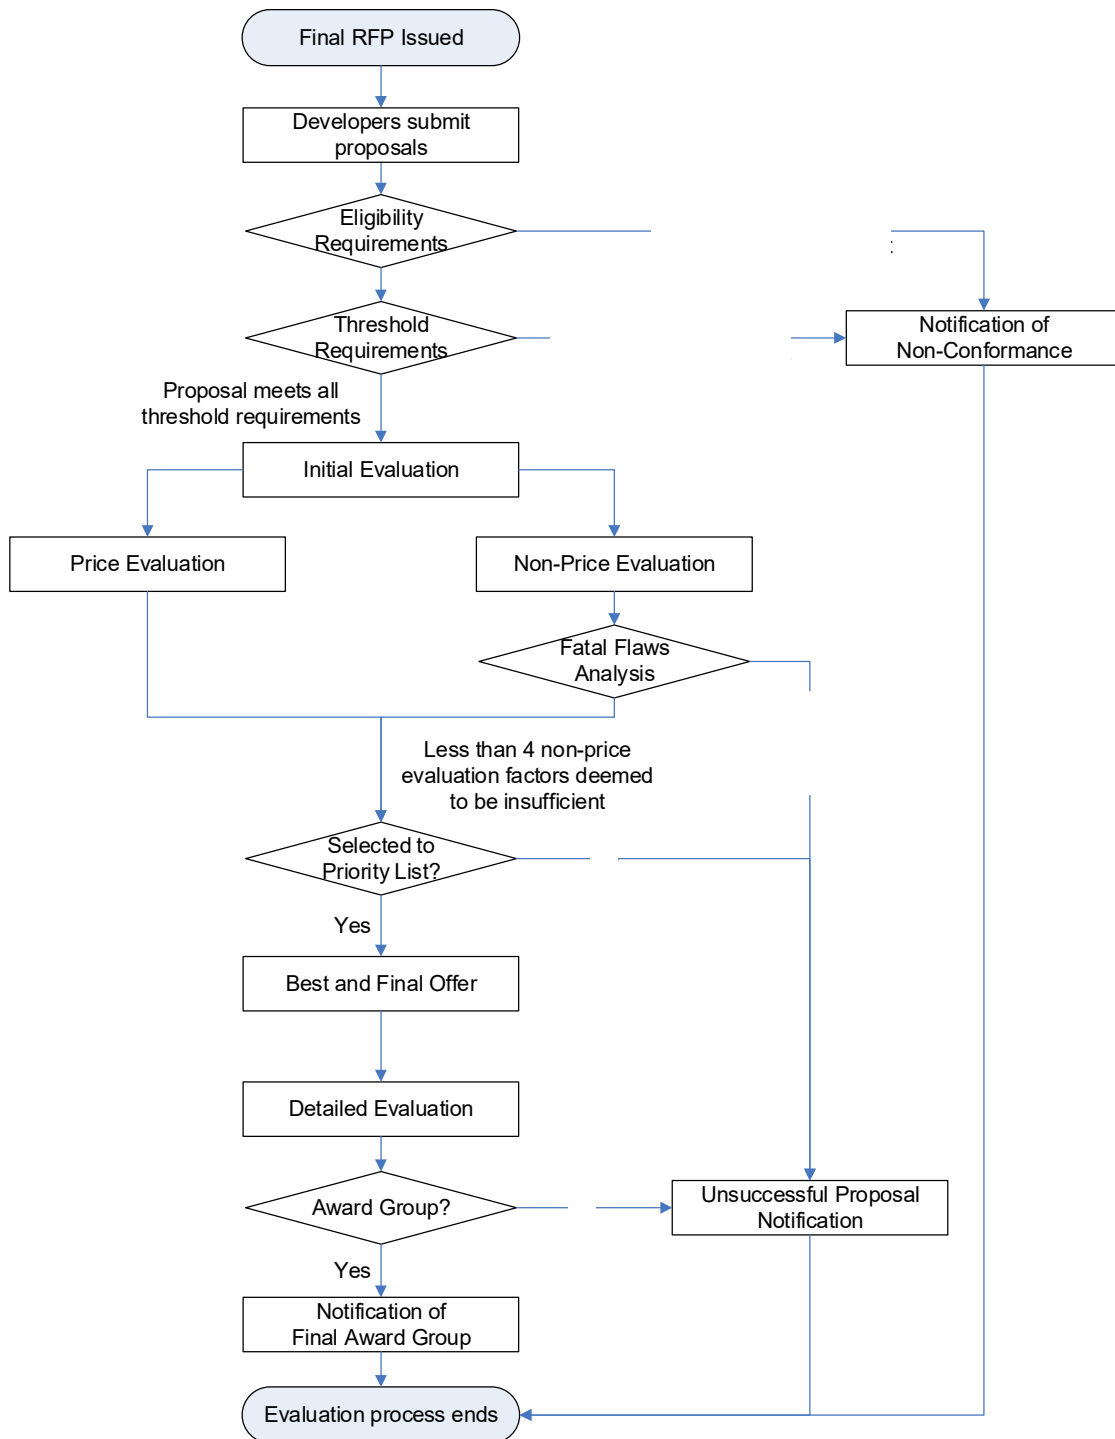 Final RFP Issued
Developers submit
proposals
Eligibility
Requirements
Threshold
Requirements
Notification of
Non-Conformance
Proposal meets all
threshold requirements
Initial Evaluation
Price Evaluation
Non-Price Evaluation
Fatal Flaws
Analysis
Less than 4 non-price
evaluation factors deemed
to be insufficient
Selected to
Priority List?
Yes
Best and Final Offer
Detailed Evaluation
Award Group?
Unsuccessful Proposal
Notification
Yes
Notification of
Final Award Group
Evaluation process ends